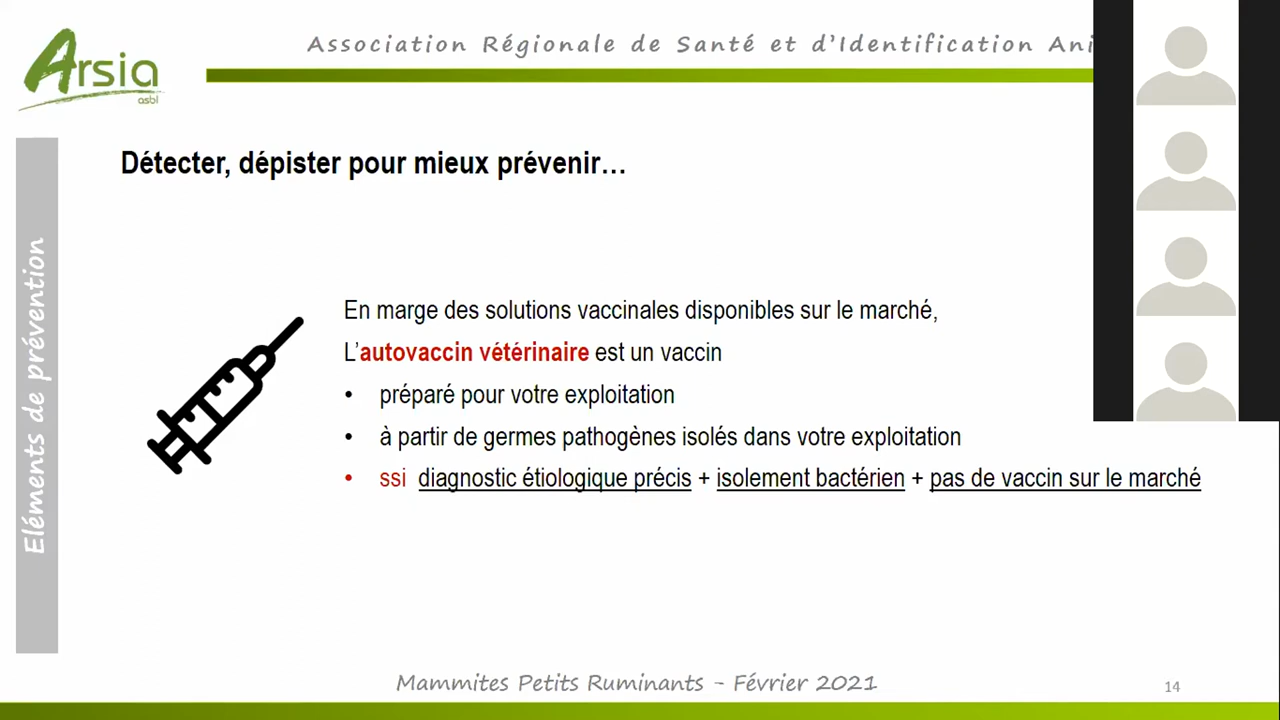 Arsia
asbl
Association Régionale de Santé et d'Identification Ani
Eléments de prévention
Détecter, dépister pour mieux prévenir…
En marge des solutions vaccinales disponibles sur le marché,
L'autovaccin vétérinaire est un vaccin
• préparé pour votre exploitation
• à partir de germes pathogènes isolés dans votre exploitation
• ssi diagnostic étiologique précis + isolement bactérien + pas de vaccin sur le marché
Mammites Petits Ruminants - Février 2021
14